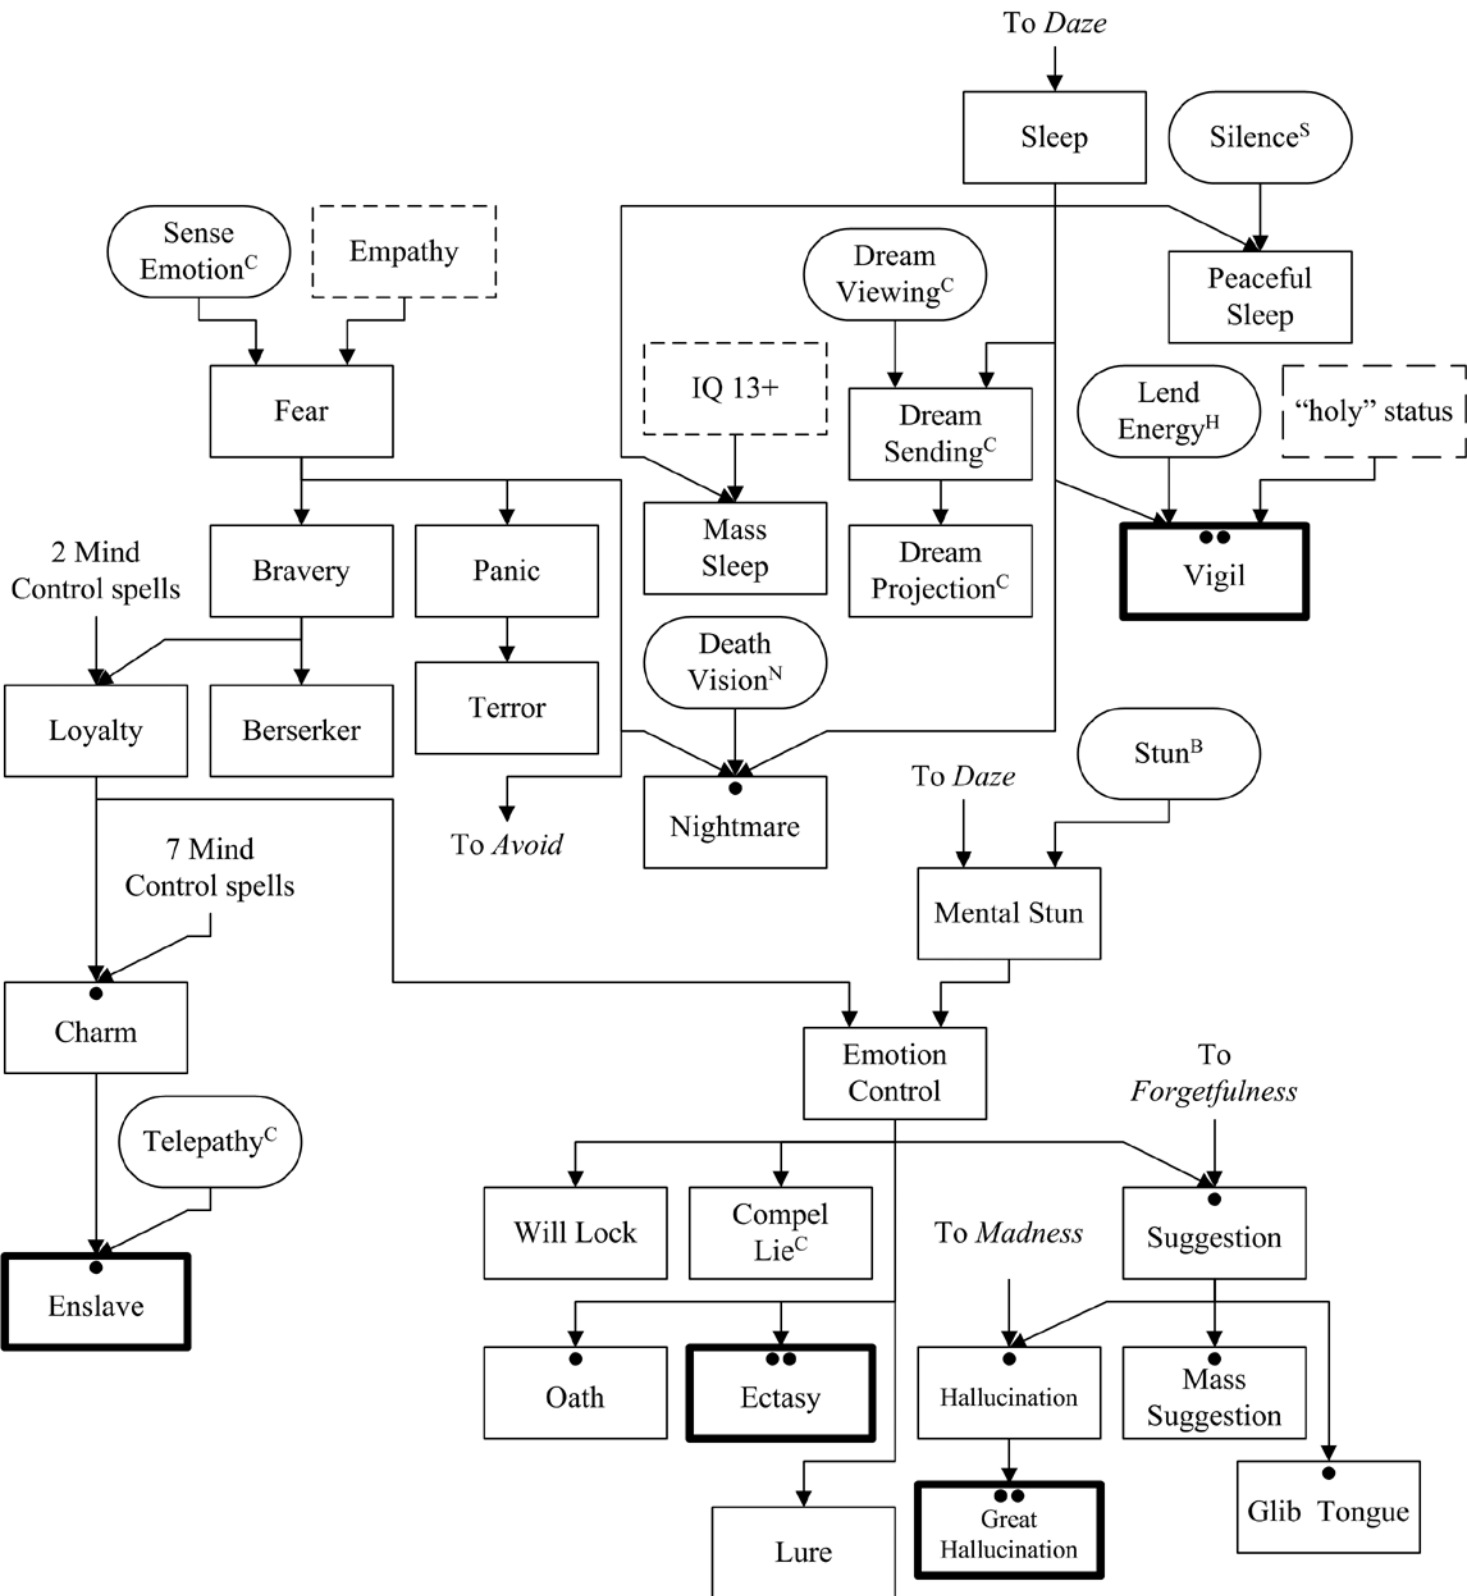 To Daze
Sleep
Silence^S
Sense
Emotion^C
Empathy
Dream
Viewing^C
Peaceful
Sleep
Fear
IQ 13+
Dream
Sending^C
Lend
Energy^H
“holy” status
2 Mind
Control spells
Bravery
Panic
Mass
Sleep
Dream
Projection^C
Vigil
Death
Vision^N
Loyalty
Berserker
Terror
Stun^B
To Daze
To Avoid
Nightmare
7 Mind
Control spells
Mental Stun
Charm
Emotion
Control
To
Forgetfulness
Telepathy^C
Will Lock
Compel
Lie^C
To Madness
Suggestion
Enslave
Oath
Ectasy
Hallucination
Mass
Suggestion
Great
Hallucination
Glib Tongue
Lure